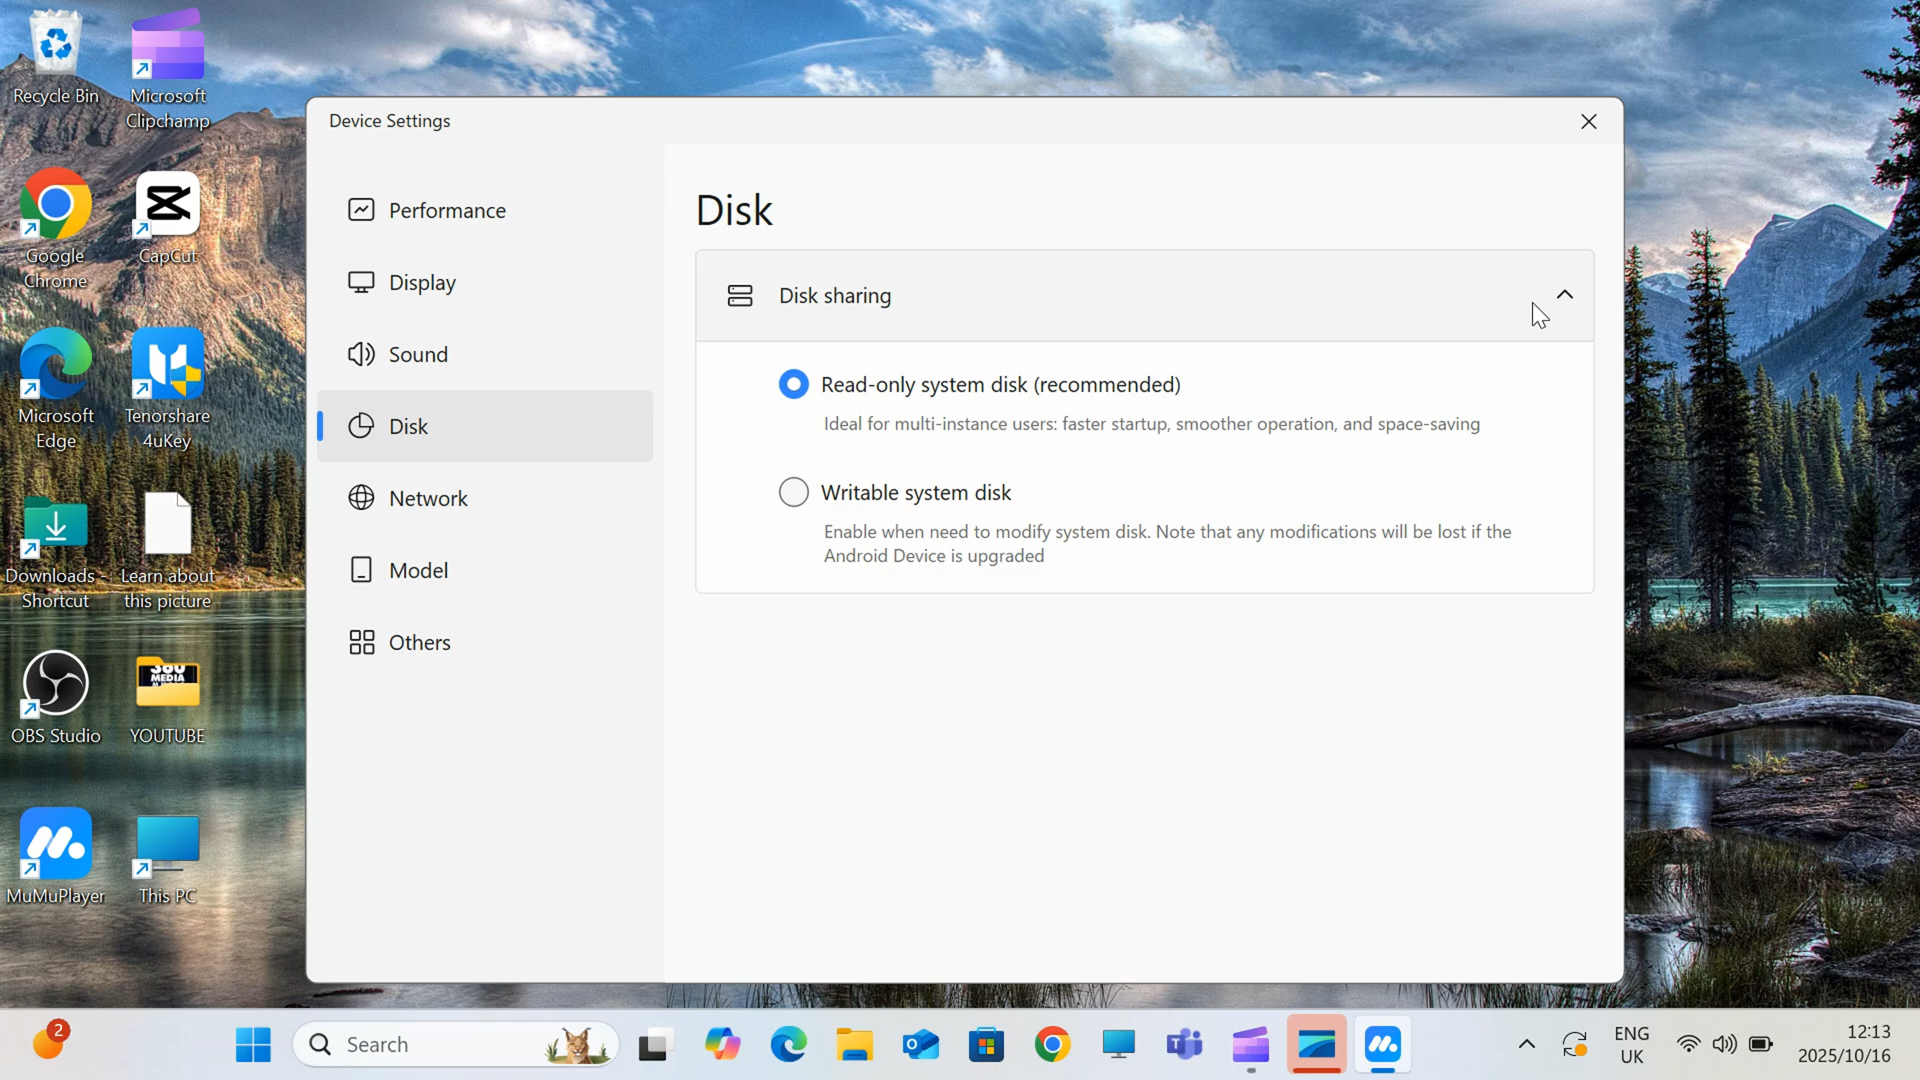 Recycle Bin
Microsoft
Clipchamp
Google
Chrome
CapCut
Microsoft
Edge
Tenorshare
4uKey
Downloads -
Shortcut
Learn about
this picture
OBS Studio
360
MEDIA
YOUTUBE
MuMuPlayer
This PC
Device Settings
Performance
Display
Sound
Disk
Network
Model
Others
Disk
Disk sharing
Read-only system disk (recommended)
Ideal for multi-instance users: faster startup, smoother operation, and space-saving
Writable system disk
Enable when need to modify system disk. Note that any modifications will be lost if the
Android Device is upgraded
2
Search
ENG
UK
12:13
2025/10/16